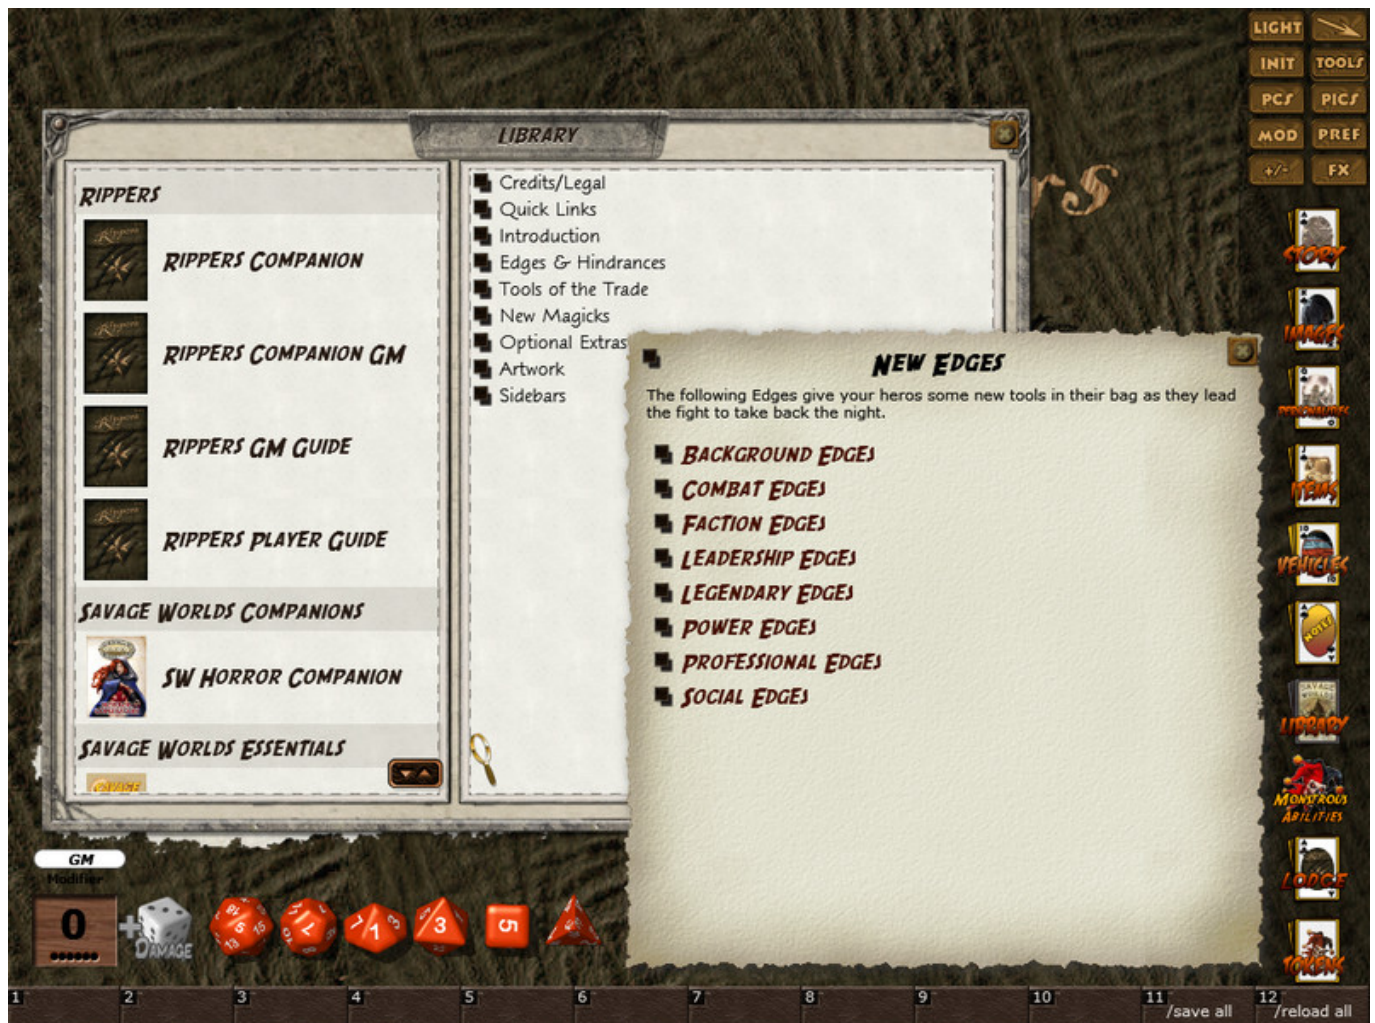 LIGHT
INIT TOOLS
PCS PICS
MOD PREF
+/- FX
LIBRARY
RIPPERS
RIPPERS COMPANION
RIPPERS COMPANION GM
RIPPERS GM GUIDE
RIPPERS PLAYER GUIDE
SAVAGE WORLDS COMPANIONS
SW HORROR COMPANION
SAVAGE WORLDS ESSENTIALS
Credits/Legal
Quick Links
Introduction
Edges & Hindrances
Tools of the Trade
New Magicks
Optional Extras
Artwork
Sidebars
NEW EDGES
The following Edges give your heros some new tools in their bag as they lead
the fight to take back the night.
BACKGROUND EDGES
COMBAT EDGES
FACTION EDGES
LEADERSHIP EDGES
LEGENDARY EDGES
POWER EDGES
PROFESSIONAL EDGES
SOCIAL EDGES
STORY
IMAGES
PERSONALITIES
ITEMS
VEHICLES
NOTES
SAVAGE WORLDS
LIBRARY
MONSTROUS
ABILITIES
LODGE
TOKENS
GM
Modifier
0
+
DAMAGE
1 2 3 4 5 6 7 8 9 10 11 12
/save all /reload all